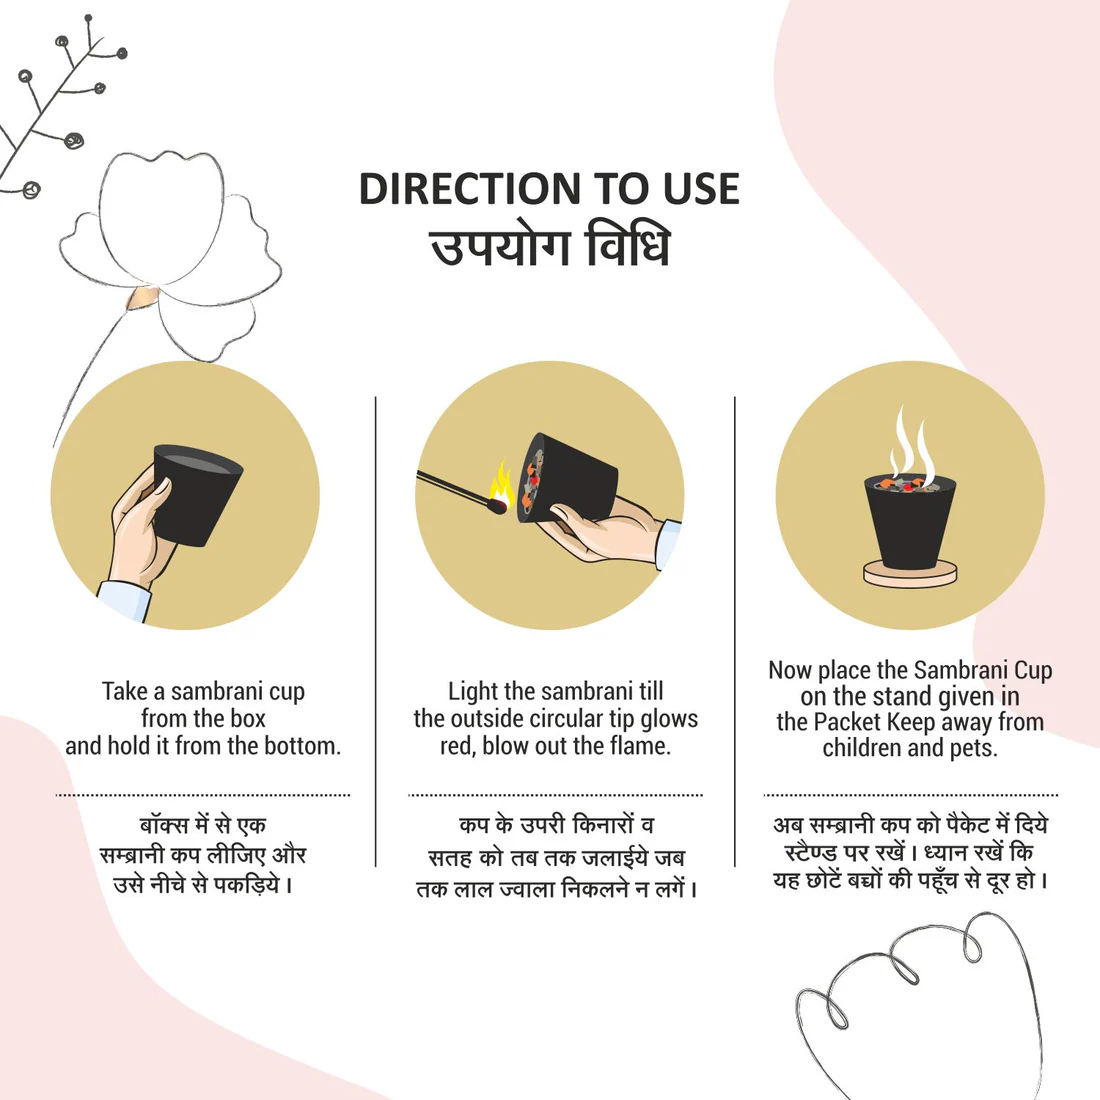 DIRECTION TO USE
उपयोग विधि
Take a sambrani cup
from the box
and hold it from the bottom.
बॉक्स में से एक
सम्ब्रानी कप लीजिए और
उसे नीचे से पकड़िये ।
Light the sambrani till
the outside circular tip glows
red, blow out the flame.
कप के उपरी किनारों व
सतह को तब तक जलाईये जब
तक लाल ज्वाला निकलने न लगें ।
Now place the Sambrani Cup
on the stand given in
the Packet Keep away from
children and pets.
अब सम्ब्रानी कप को पैकेट में दिये
स्टैण्ड पर रखें । ध्यान रखें कि
यह छोटें बच्चों की पहूँच से दूर हो ।